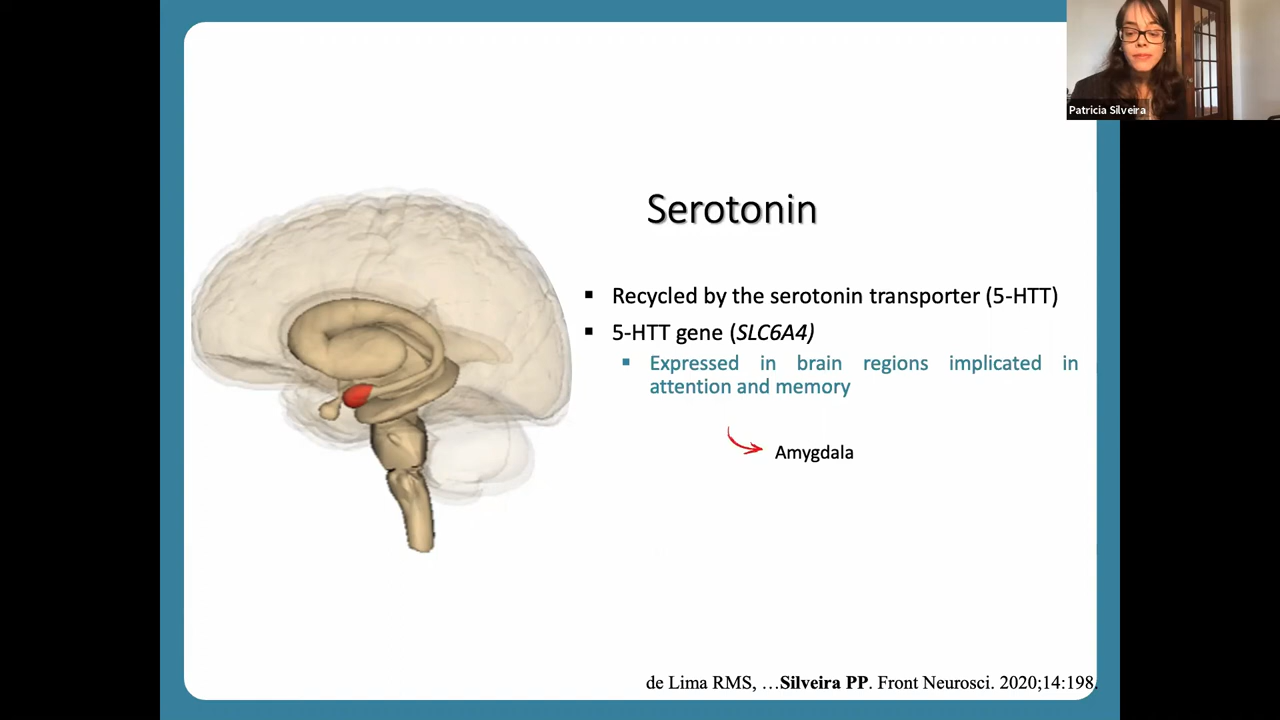 Patricia Silveira
Serotonin
▪ Recycled by the serotonin transporter (5-HTT)
▪ 5-HTT gene (SLC6A4)
▪ Expressed in brain regions implicated in
attention and memory
Amygdala
de Lima RMS, …Silveira PP. Front Neurosci. 2020;14:198.